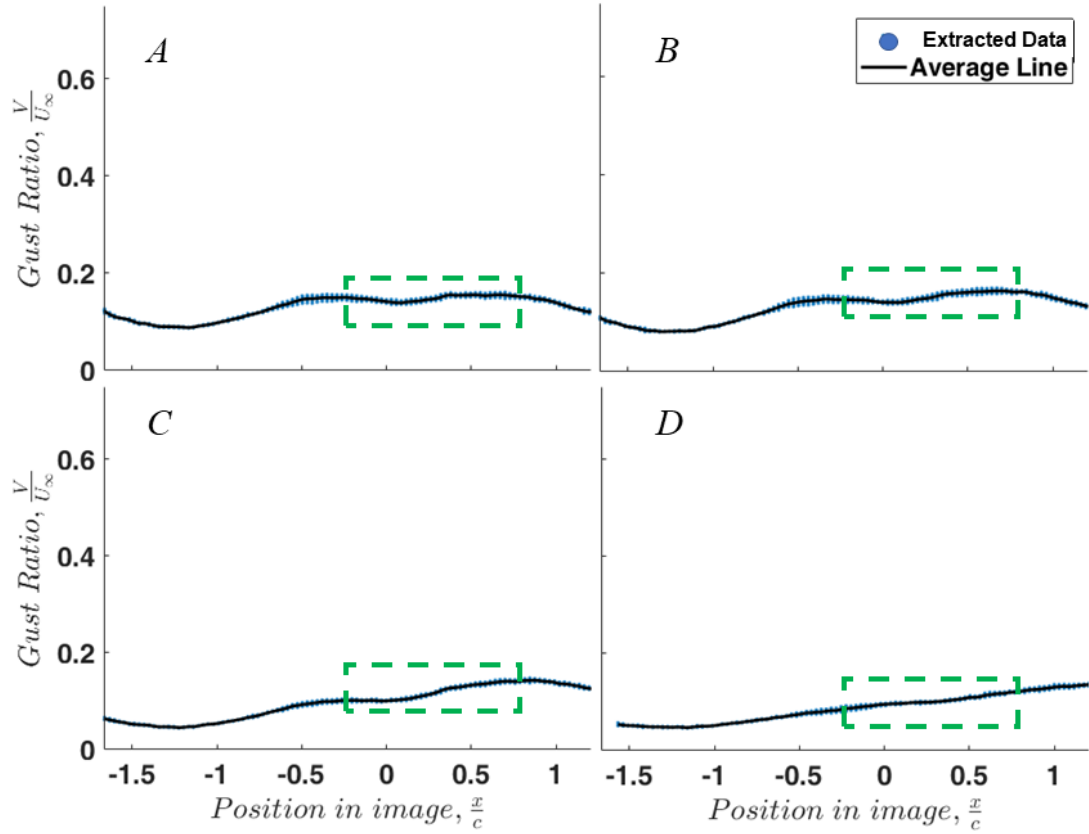 A
B
Extracted Data
Average Line
0.6
0.4
0.2
0
Gust Ratio, V/U∞
C
D
0.6
0.4
0.2
0
Gust Ratio, V/U∞
-1.5 -1 -0.5 0 0.5 1
-1.5 -1 -0.5 0 0.5 1
Position in image, x/c
Position in image, x/c